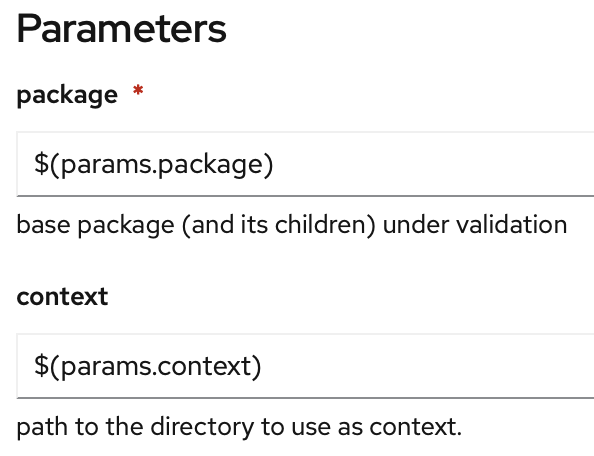 Parameters
package *
$(params.package)
base package (and its children) under validation
context
$(params.context)
path to the directory to use as context.